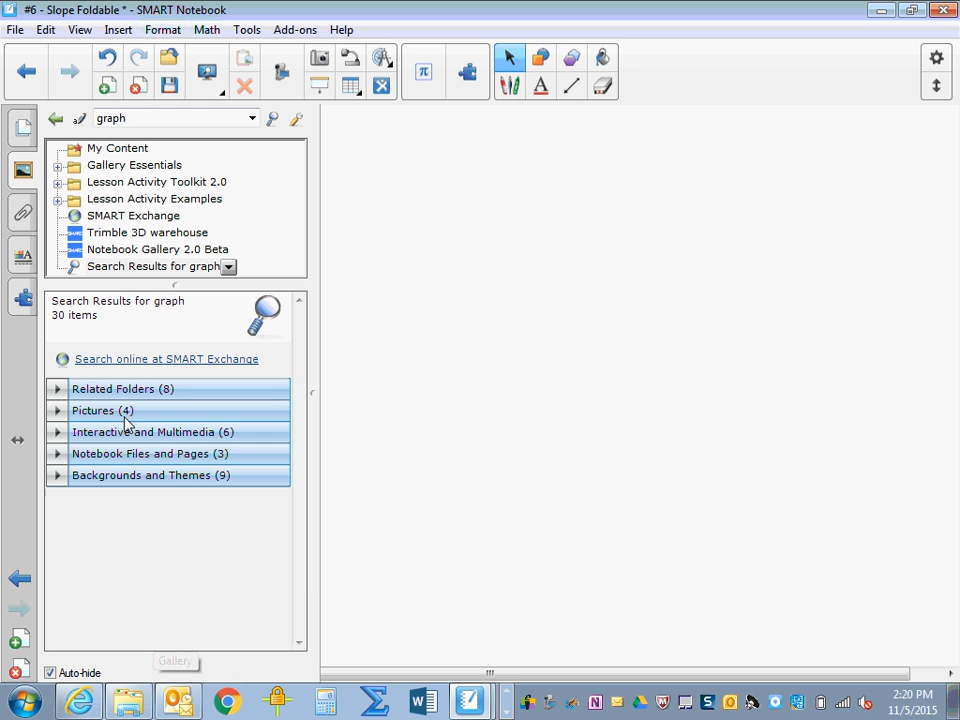 #6 - Slope Foldable * - SMART Notebook
File Edit View Insert Format Math Tools Add-ons Help
π
A
graph
My Content
Gallery Essentials
Lesson Activity Toolkit 2.0
Lesson Activity Examples
SMART Exchange
Trimble 3D warehouse
Notebook Gallery 2.0 Beta
Search Results for graph
Search Results for graph
30 items
Search online at SMART Exchange
Related Folders (8)
Pictures (4)
Interactive and Multimedia (6)
Notebook Files and Pages (3)
Backgrounds and Themes (9)
Gallery
Auto-hide
2:20 PM
11/5/2015